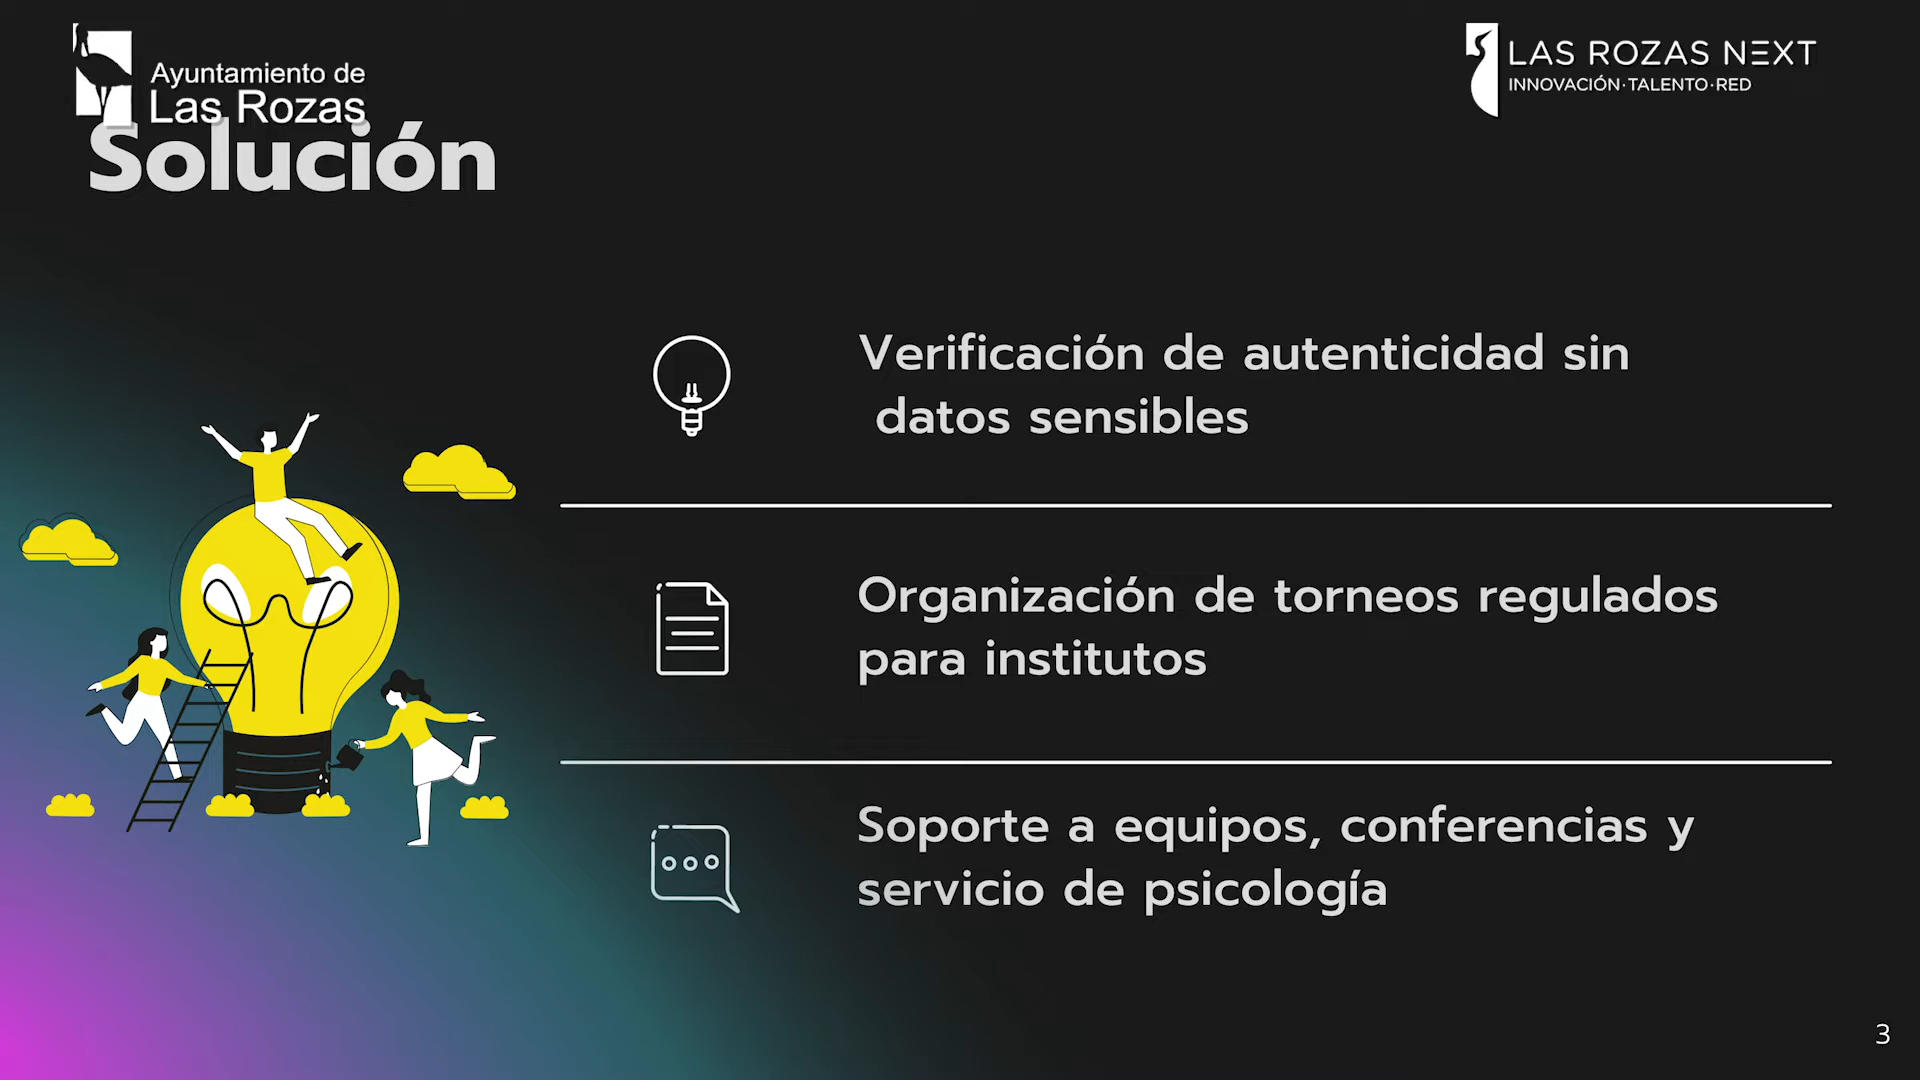 Ayuntamiento de
Las Rozas
LAS ROZAS NEXT
INNOVACIÓN·TALENTO·RED
Solución
Verificación de autenticidad sin
datos sensibles
Organización de torneos regulados
para institutos
Soporte a equipos, conferencias y
servicio de psicología
3